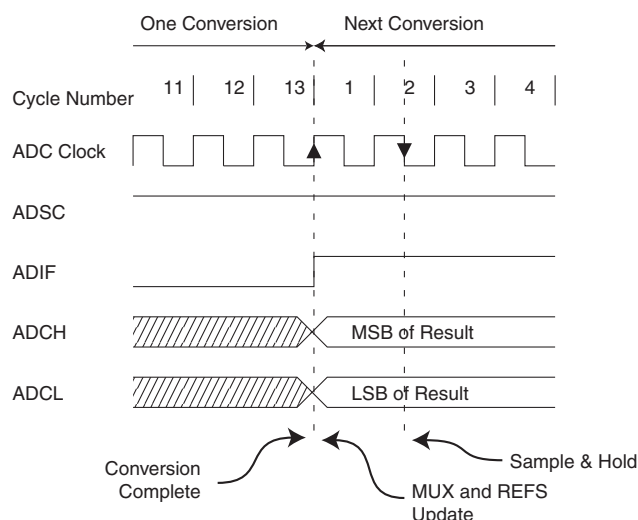 One Conversion Next Conversion
Cycle Number 11 12 13 1 2 3 4
ADC Clock
ADSC
ADIF
ADCH MSB of Result
ADCL LSB of Result
Sample & Hold
Conversion
Complete
MUX and REFS
Update